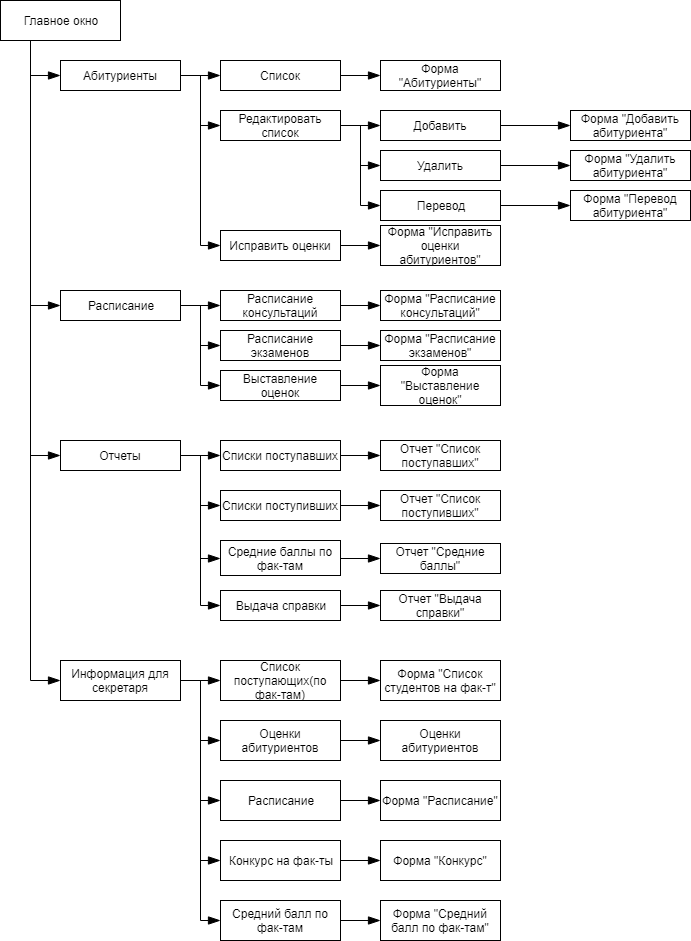 Главное окно
Абитуриенты
Список
Форма
"Абитуриенты"
Редактировать
список
Добавить
Форма "Добавить
абитуриента"
Удалить
Форма "Удалить
абитуриента"
Перевод
Форма "Перевод
абитуриента"
Исправить оценки
Форма "Исправить
оценки
абитуриентов"
Расписание
Расписание
консультаций
Форма "Расписание
консультаций"
Расписание
экзаменов
Форма "Расписание
экзаменов"
Выставление
оценок
Форма
"Выставление
оценок"
Отчеты
Списки поступавших
Отчет "Список
поступавших"
Списки поступивших
Отчет "Список
поступивших"
Средние баллы по
фак-там
Отчет "Средние
баллы"
Выдача справки
Отчет "Выдача
справки"
Информация для
секретаря
Список
поступающих(по
фак-там)
Форма "Список
студентов на фак-т"
Оценки
абитуриентов
Оценки
абитуриентов
Расписание
Форма "Расписание"
Конкурс на фак-ты
Форма "Конкурс"
Средний балл по
фак-там
Форма "Средний
балл по фак-там"